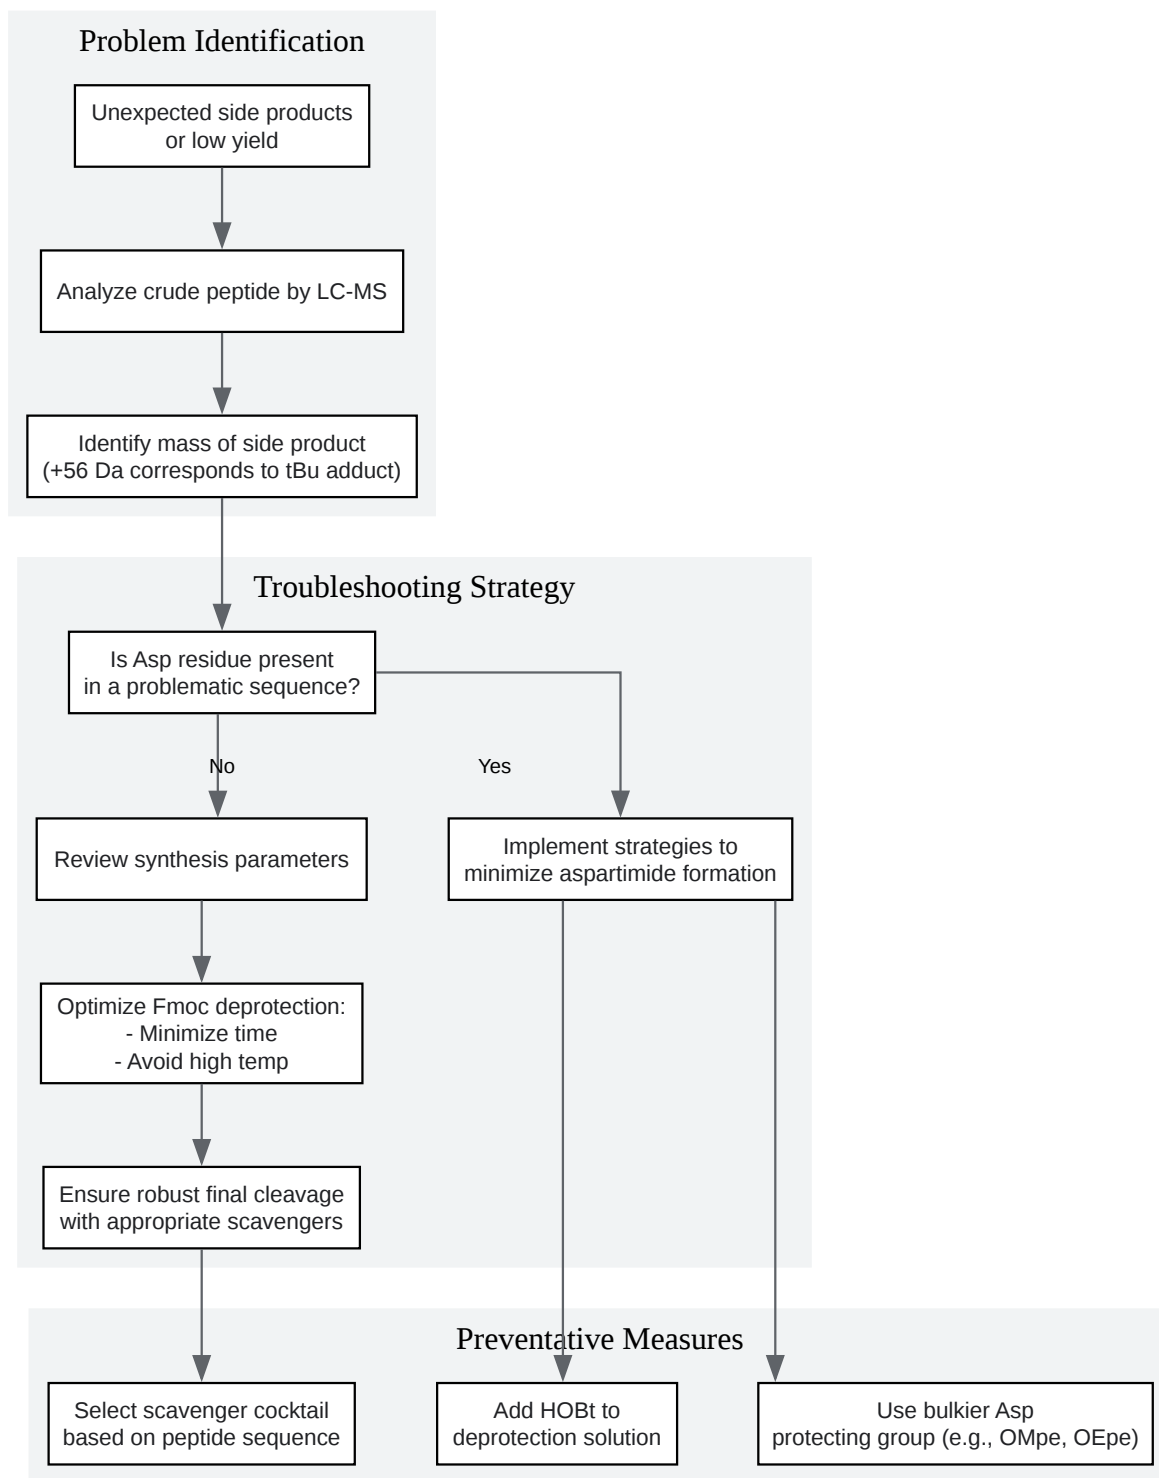 Problem Identification
Unexpected side products
or low yield
Analyze crude peptide by LC-MS
Identify mass of side product
(+56 Da corresponds to tBu adduct)
Troubleshooting Strategy
Is Asp residue present
in a problematic sequence?
No
Yes
Review synthesis parameters
Implement strategies to
minimize aspartimide formation
Optimize Fmoc deprotection:
- Minimize time
- Avoid high temp
Ensure robust final cleavage
with appropriate scavengers
Preventative Measures
Select scavenger cocktail
based on peptide sequence
Add HOBt to
deprotection solution
Use bulkier Asp
protecting group (e.g., OMpe, OEpe)